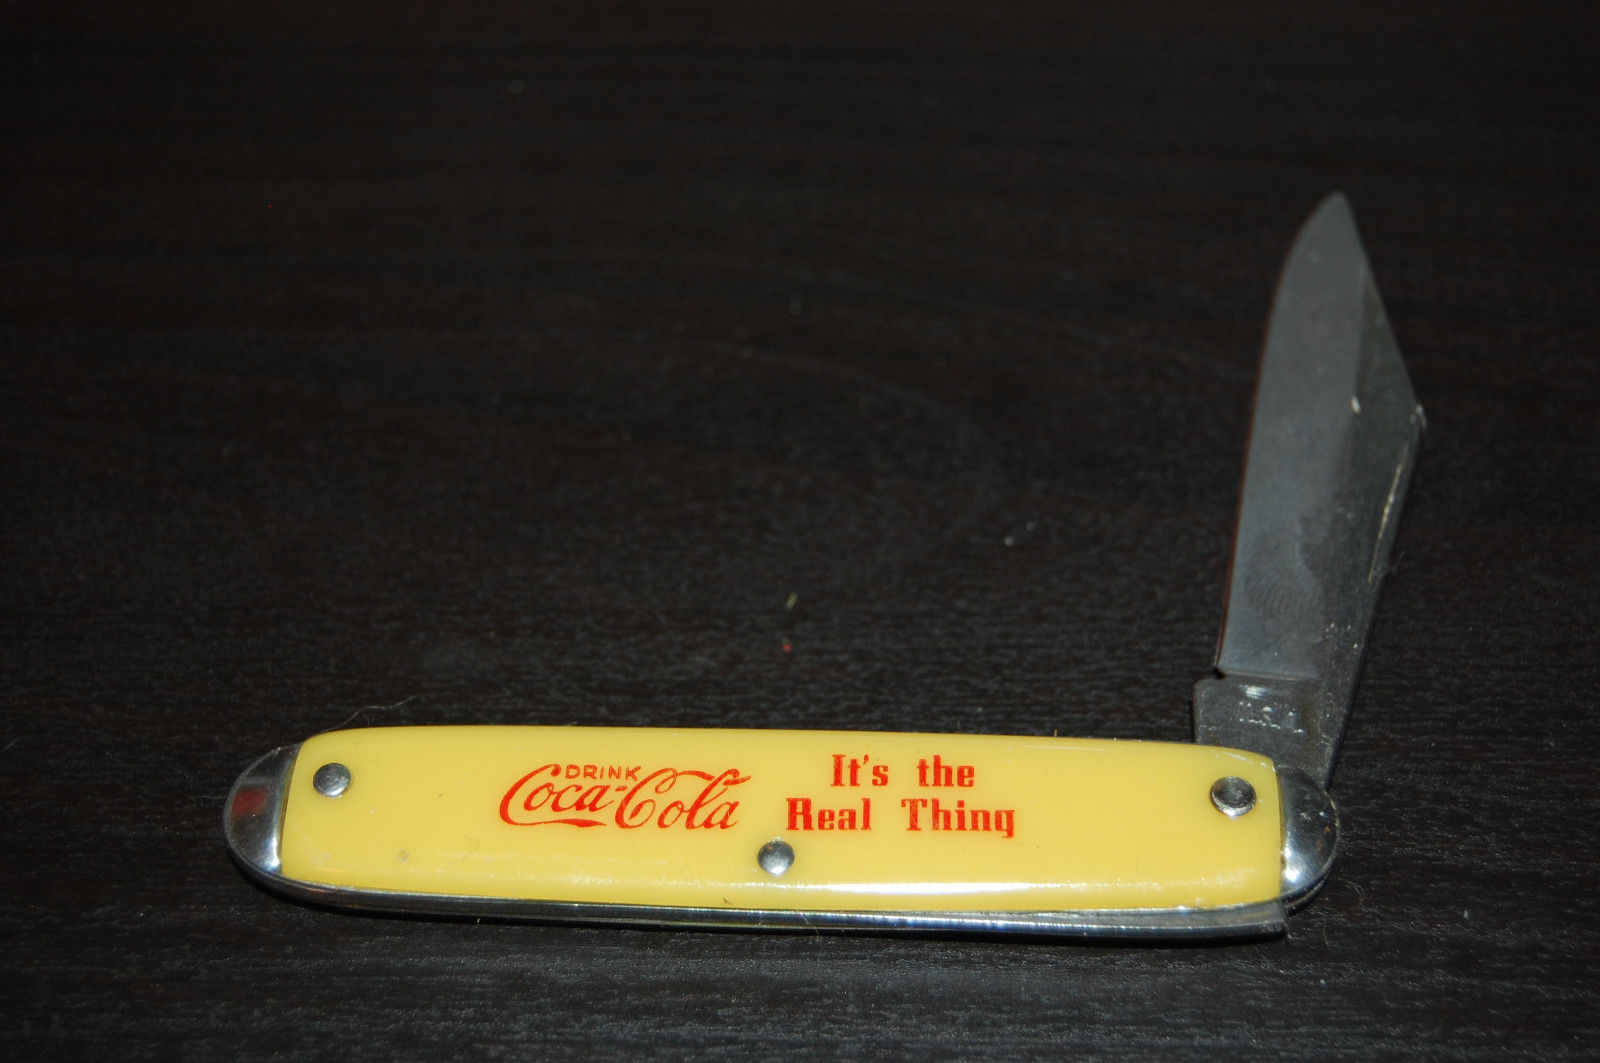 DRINK
Coca-Cola
It's the
Real Thing
U.S.A.